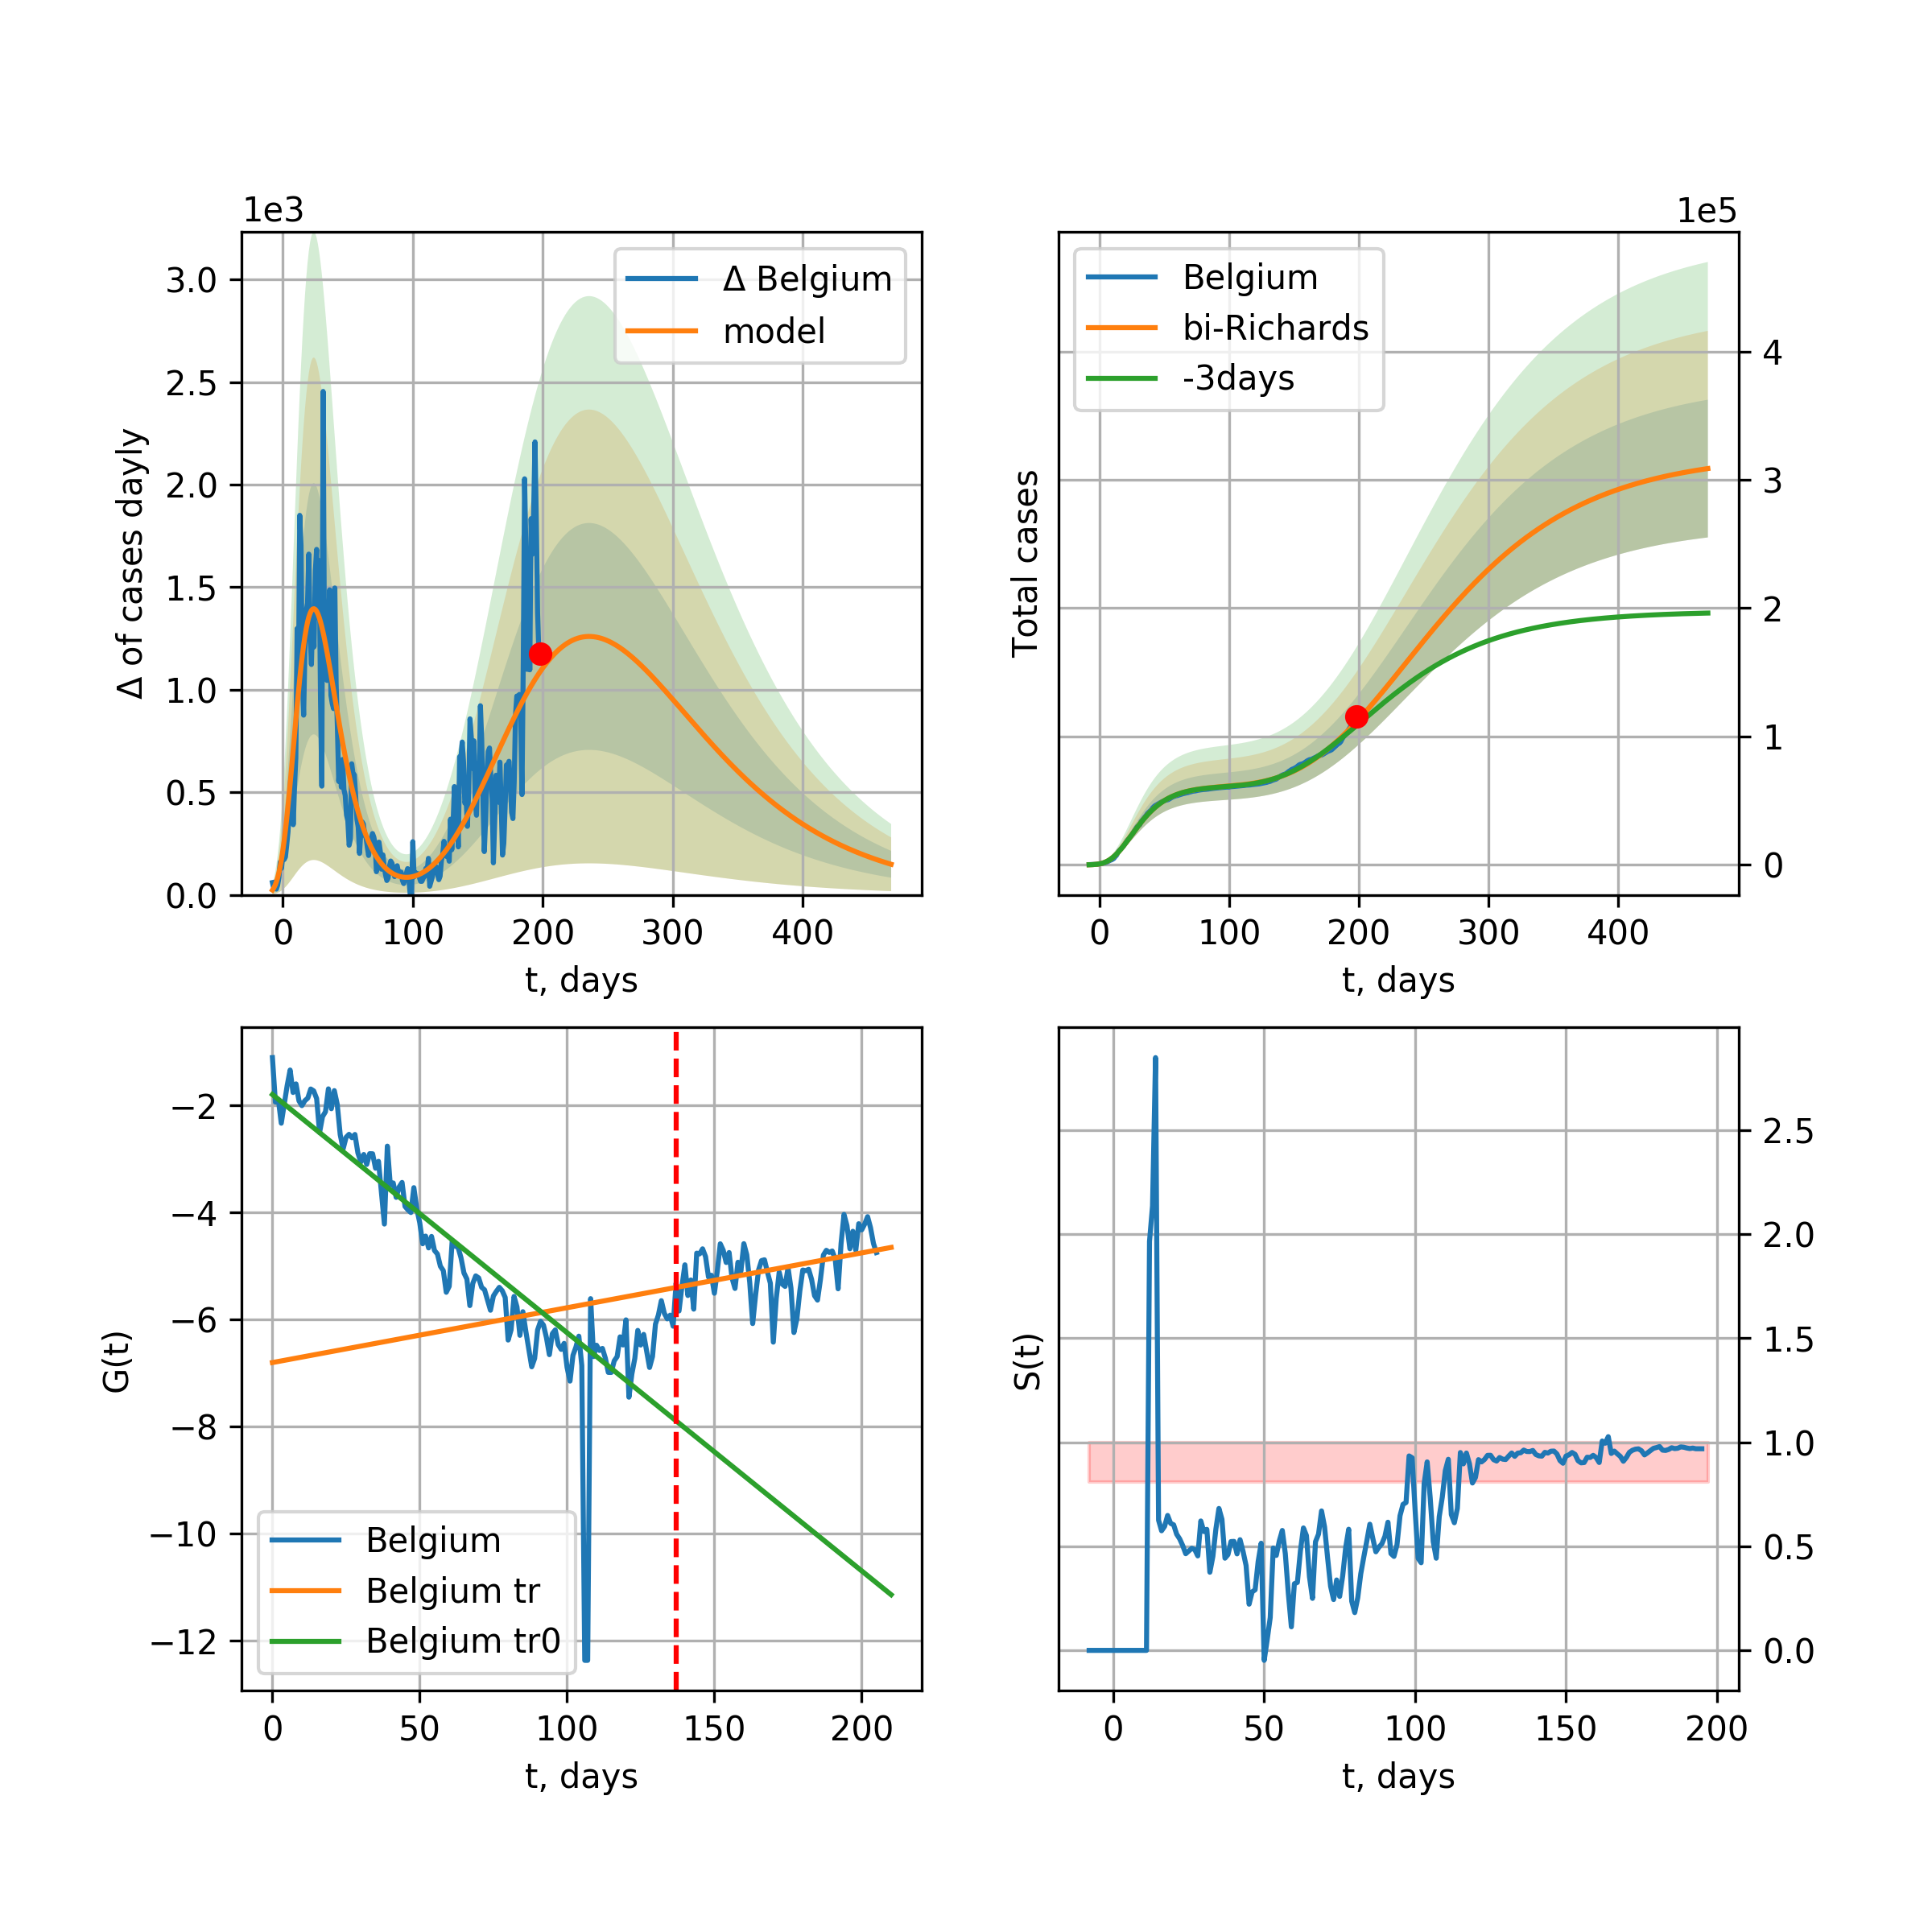 1e3
3.0
2.5
2.0
1.5
1.0
0.5
0.0
0 100 200 300 400
t, days
Δ of cases dayly
Δ Belgium
model
1e5
4
3
2
1
0
0 100 200 300 400
t, days
Total cases
Belgium
bi-Richards
-3days
−2
−4
−6
−8
−10
−12
0 50 100 150 200
t, days
G(t)
Belgium
Belgium tr
Belgium tr0
2.5
2.0
1.5
1.0
0.5
0.0
0 50 100 150 200
t, days
S(t)